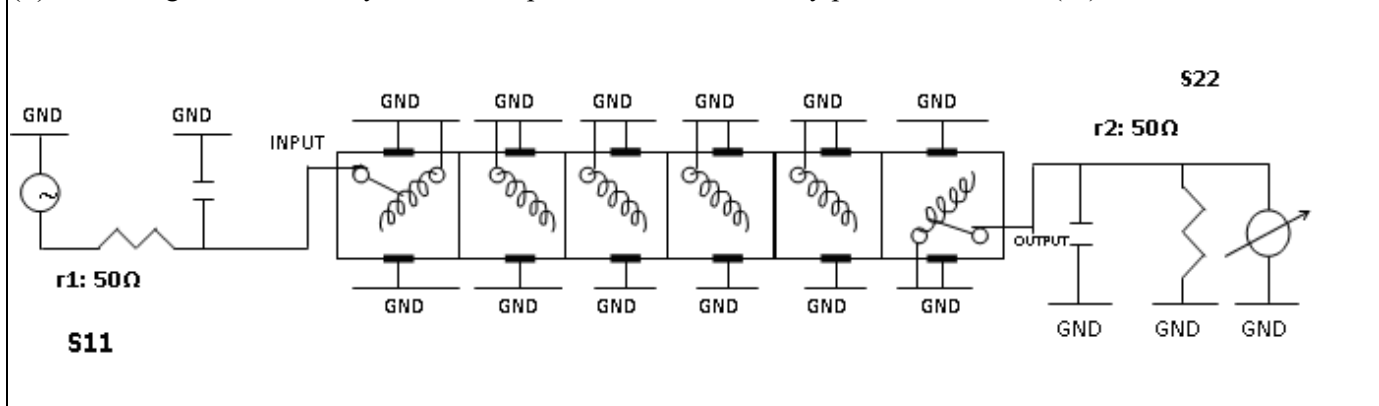 S22
GND GND GND GND GND GND GND GND
r2: 50Ω
INPUT
OUTPUT
r1: 50Ω
GND GND GND GND GND GND
GND GND GND
S11